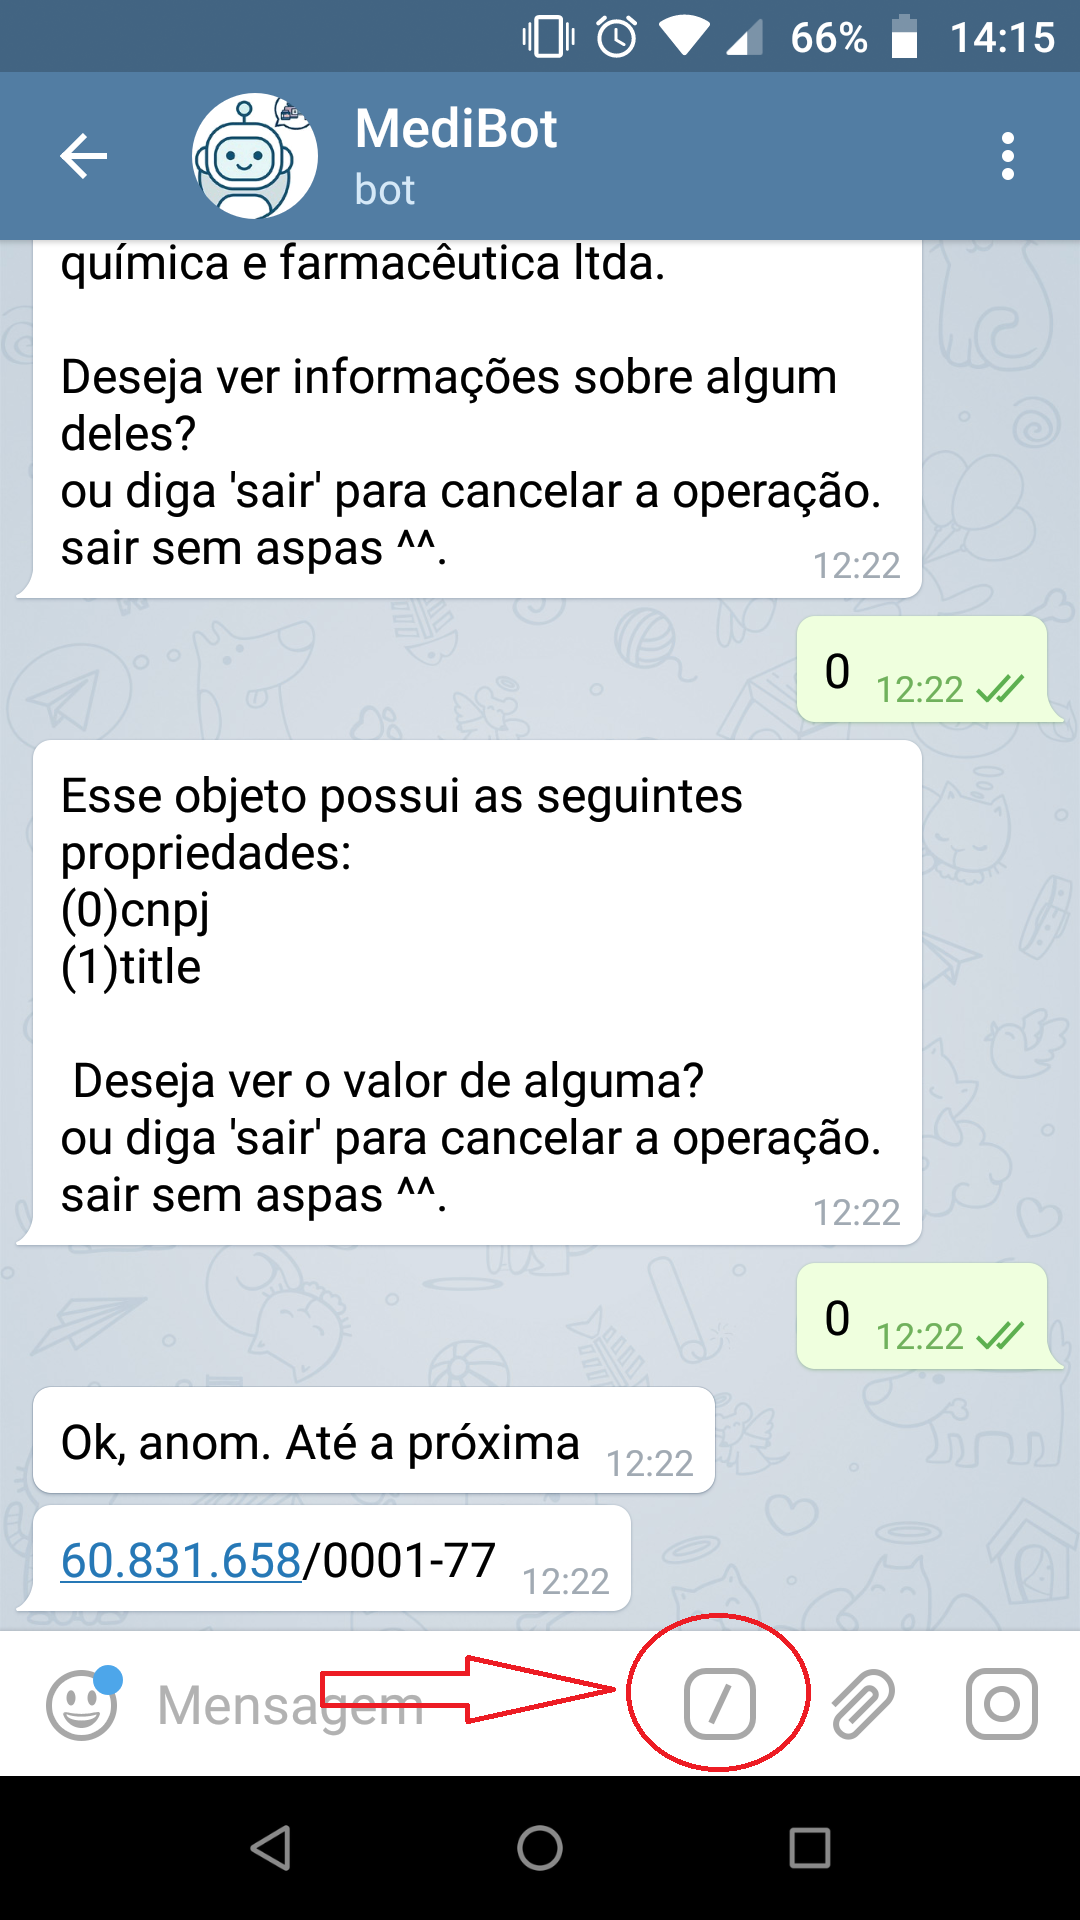 66% 14:15
MediBot
bot
química e farmacêutica ltda.
Deseja ver informações sobre algum
deles?
ou diga 'sair' para cancelar a operação.
sair sem aspas ^^.
12:22
0 12:22
Esse objeto possui as seguintes
propriedades:
(0)cnpj
(1)title
Deseja ver o valor de alguma?
ou diga 'sair' para cancelar a operação.
sair sem aspas ^^.
12:22
0 12:22
Ok, anom. Até a próxima 12:22
60.831.658/0001-77 12:22
Mensagem /